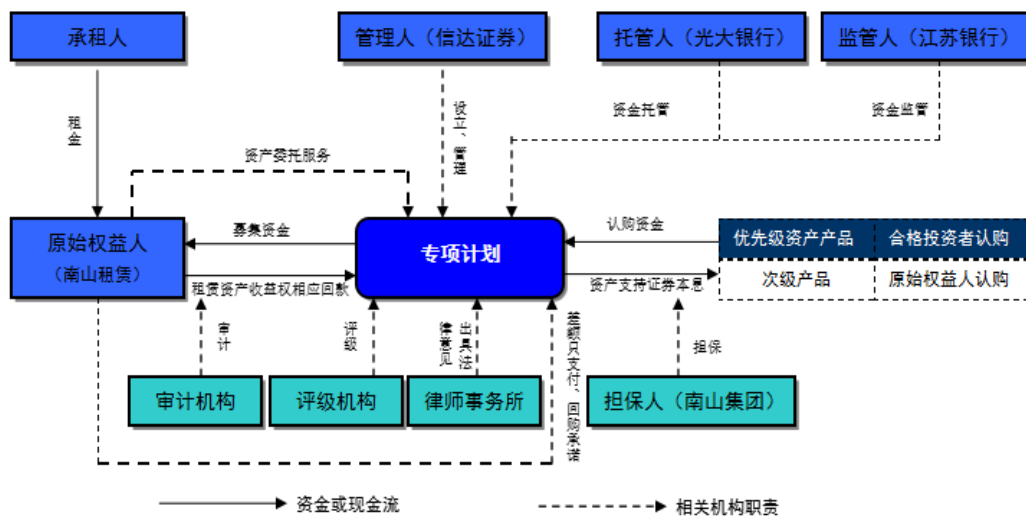 承租人
管理人（信达证券）
托管人（光大银行）
监管人（江苏银行）
租金
设立、管理
资金托管
资金监管
资产委托服务
原始权益人
（南山租赁）
募集资金
租赁资产收益权相应回款
专项计划
认购资金
资产支持证券本息
优先级资产产品
合格投资者认购
次级产品
原始权益人认购
审计
评级
出具法
律意见
差额只支付、回购承诺
担保
审计机构
评级机构
律师事务所
担保人（南山集团）
资金或现金流
相关机构职责